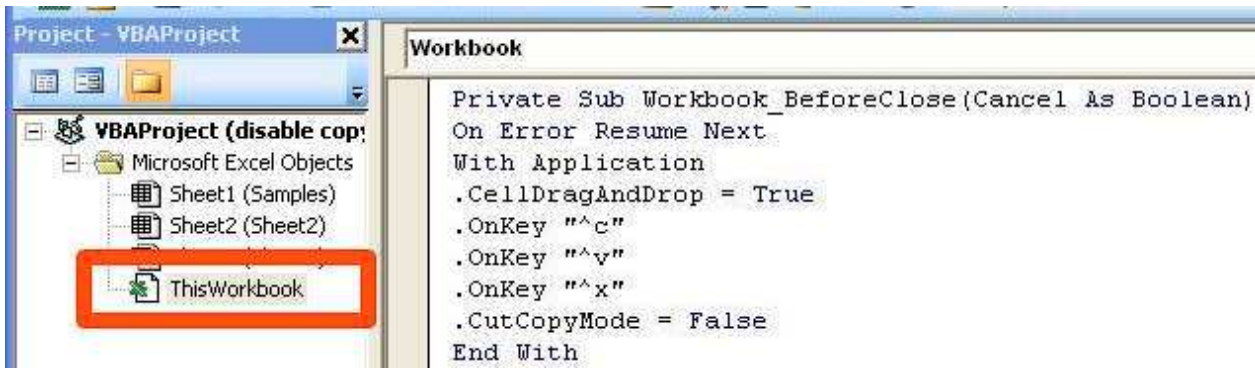 Project - VBAProject
VBAProject (disable copy
Microsoft Excel Objects
Sheet1 (Samples)
Sheet2 (Sheet2)
ThisWorkbook
Workbook
Private Sub Workbook_BeforeClose(Cancel As Boolean)
On Error Resume Next
With Application
.CellDragAndDrop = True
.OnKey "^c"
.OnKey "^v"
.OnKey "^x"
.CutCopyMode = False
End With